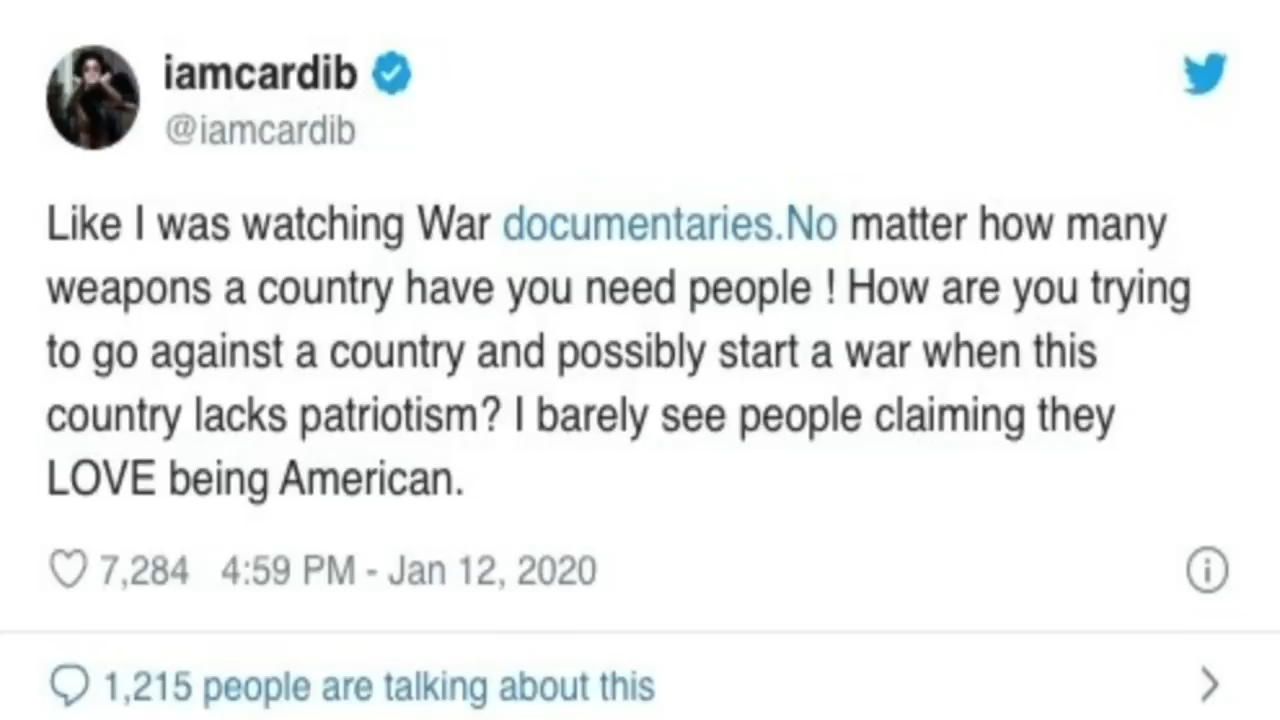 iamcardib
@iamcardib
Like I was watching War documentaries.No matter how many
weapons a country have you need people ! How are you trying
to go against a country and possibly start a war when this
country lacks patriotism? I barely see people claiming they
LOVE being American.
7,284 4:59 PM - Jan 12, 2020
1,215 people are talking about this